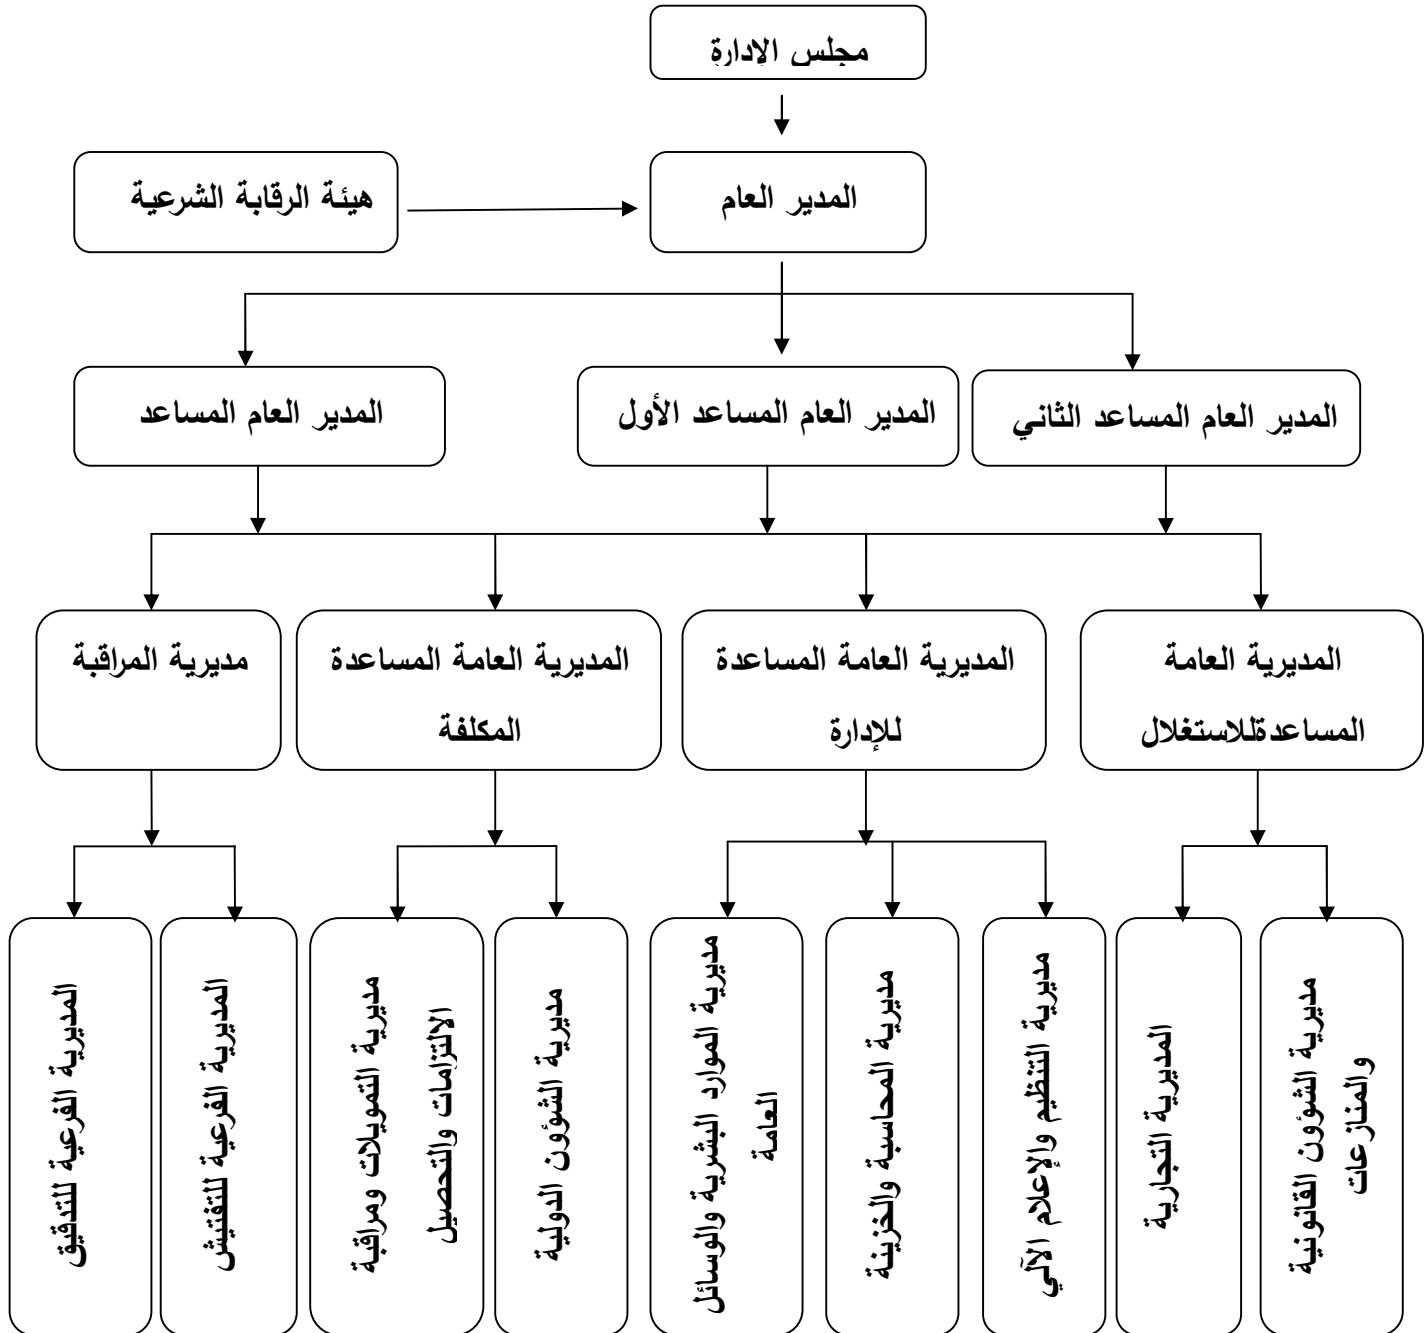 مجلس الإدارة
المدير العام
هيئة الرقابة الشرعية
المدير العام المساعد الثاني
المدير العام المساعد الأول
المدير العام المساعد
المديرية العامة
المساعدةللاستغلال
المديرية العامة المساعدة
للإدارة
المديرية العامة المساعدة
المكلفة
مديرية المراقبة
مديرية الشؤون القانونية
والمنازعات
المديرية التجارية
مديرية التنظيم والإعلام الآلي
مديرية المحاسبة والخزينة
مديرية الموارد البشرية والوسائل
العامة
مديرية الشؤون الدولية
مديرية التمويلات ومراقبة
الالتزامات والتحصيل
المديرية الفرعية للتفتيش
المديرية الفرعية للتدقيق